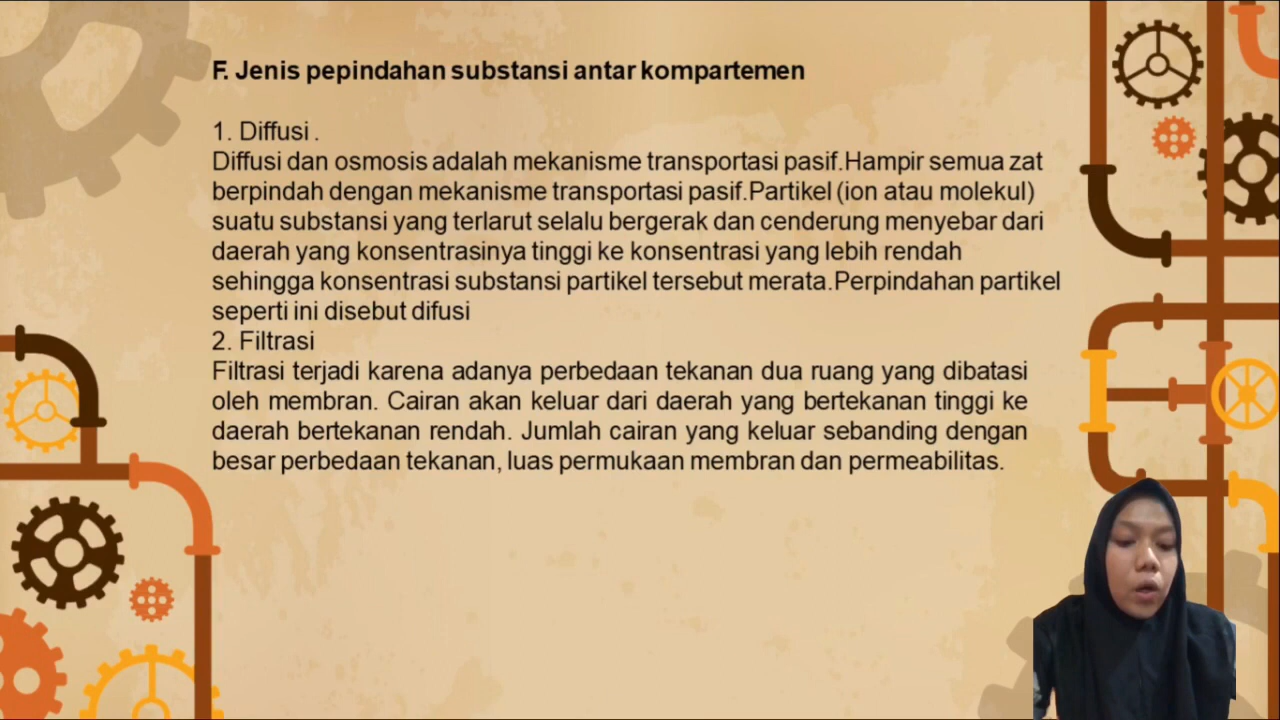 F. Jenis pepindahan substansi antar kompartemen
1. Diffusi .
Diffusi dan osmosis adalah mekanisme transportasi pasif.Hampir semua zat
berpindah dengan mekanisme transportasi pasif.Partikel (ion atau molekul)
suatu substansi yang terlarut selalu bergerak dan cenderung menyebar dari
daerah yang konsentrasinya tinggi ke konsentrasi yang lebih rendah
sehingga konsentrasi substansi partikel tersebut merata.Perpindahan partikel
seperti ini disebut difusi
2. Filtrasi
Filtrasi terjadi karena adanya perbedaan tekanan dua ruang yang dibatasi
oleh membran. Cairan akan keluar dari daerah yang bertekanan tinggi ke
daerah bertekanan rendah. Jumlah cairan yang keluar sebanding dengan
besar perbedaan tekanan, luas permukaan membran dan permeabilitas.